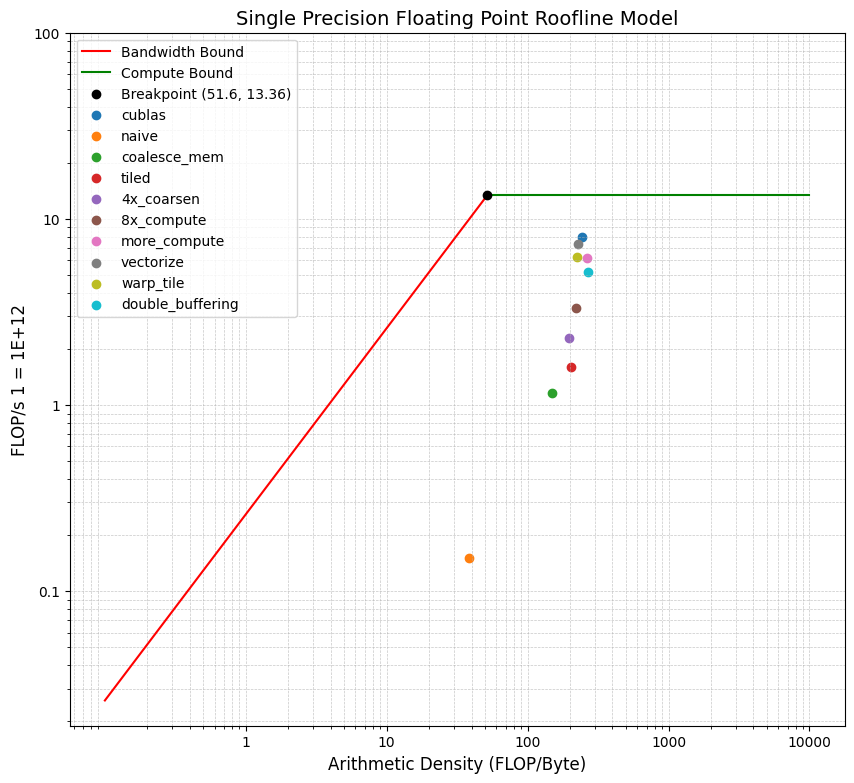 Single Precision Floating Point Roofline Model
100
10
1
0.1
FLOP/s 1 = 1E+12
Bandwidth Bound
Compute Bound
Breakpoint (51.6, 13.36)
cublas
naive
coalesce_mem
tiled
4x_coarsen
8x_compute
more_compute
vectorize
warp_tile
double_buffering
1
10
100
1000
10000
Arithmetic Density (FLOP/Byte)